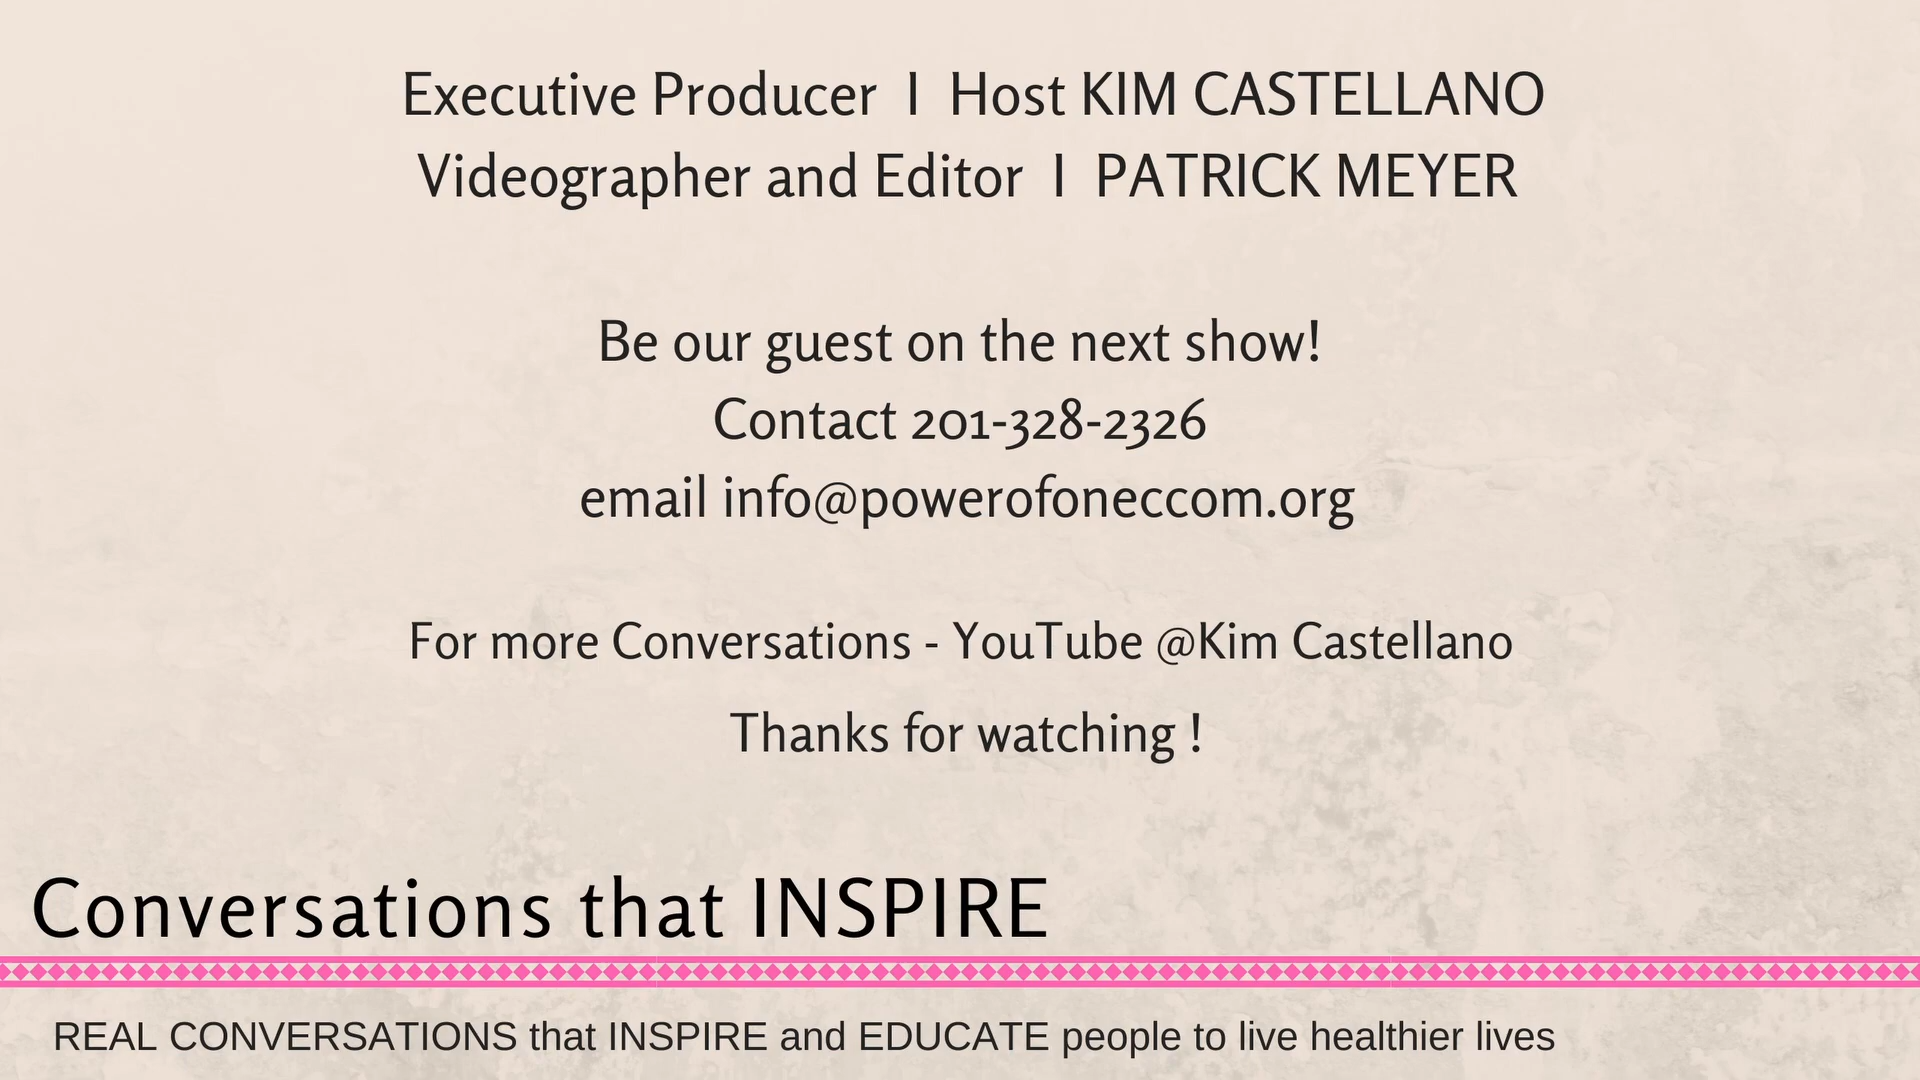 Executive Producer I Host KIM CASTELLANO
Videographer and Editor I PATRICK MEYER
Be our guest on the next show!
Contact 201-328-2326
email info@powerofoneccom.org
For more Conversations - YouTube @Kim Castellano
Thanks for watching !
Conversations that INSPIRE
REAL CONVERSATIONS that INSPIRE and EDUCATE people to live healthier lives